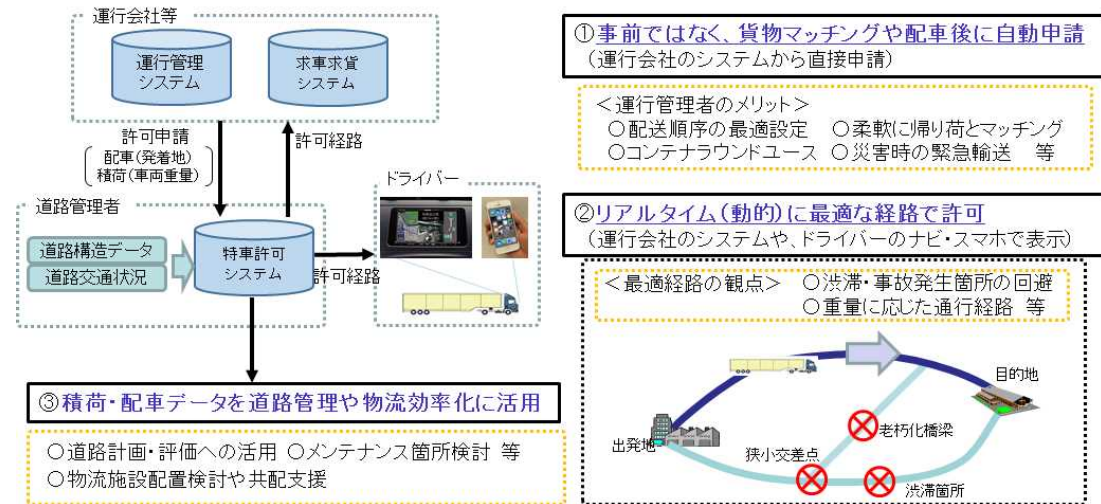 運行会社等
運行管理
システム
求車求貨
システム
許可申請
配車(発着地)
積荷(車両重量)
許可経路
道路管理者
道路構造データ
道路交通状況
特車許可
システム
許可経路
ドライバー
①事前ではなく、貨物マッチングや配車後に自動申請
(運行会社のシステムから直接申請)
<運行管理者のメリット>
○配送順序の最適設定 ○柔軟に帰り荷とマッチング
○コンテナラウンドユース ○災害時の緊急輸送 等
②リアルタイム(動的)に最適な経路で許可
(運行会社のシステムや、ドライバーのナビ・スマホで表示)
<最適経路の観点> ○渋滞・事故発生箇所の回避
○重量に応じた通行経路 等
目的地
出発地
老朽化橋梁
狭小交差点
渋滞箇所
③積荷・配車データを道路管理や物流効率化に活用
○道路計画・評価への活用 ○メンテナンス箇所検討 等
○物流施設配置検討や共配支援